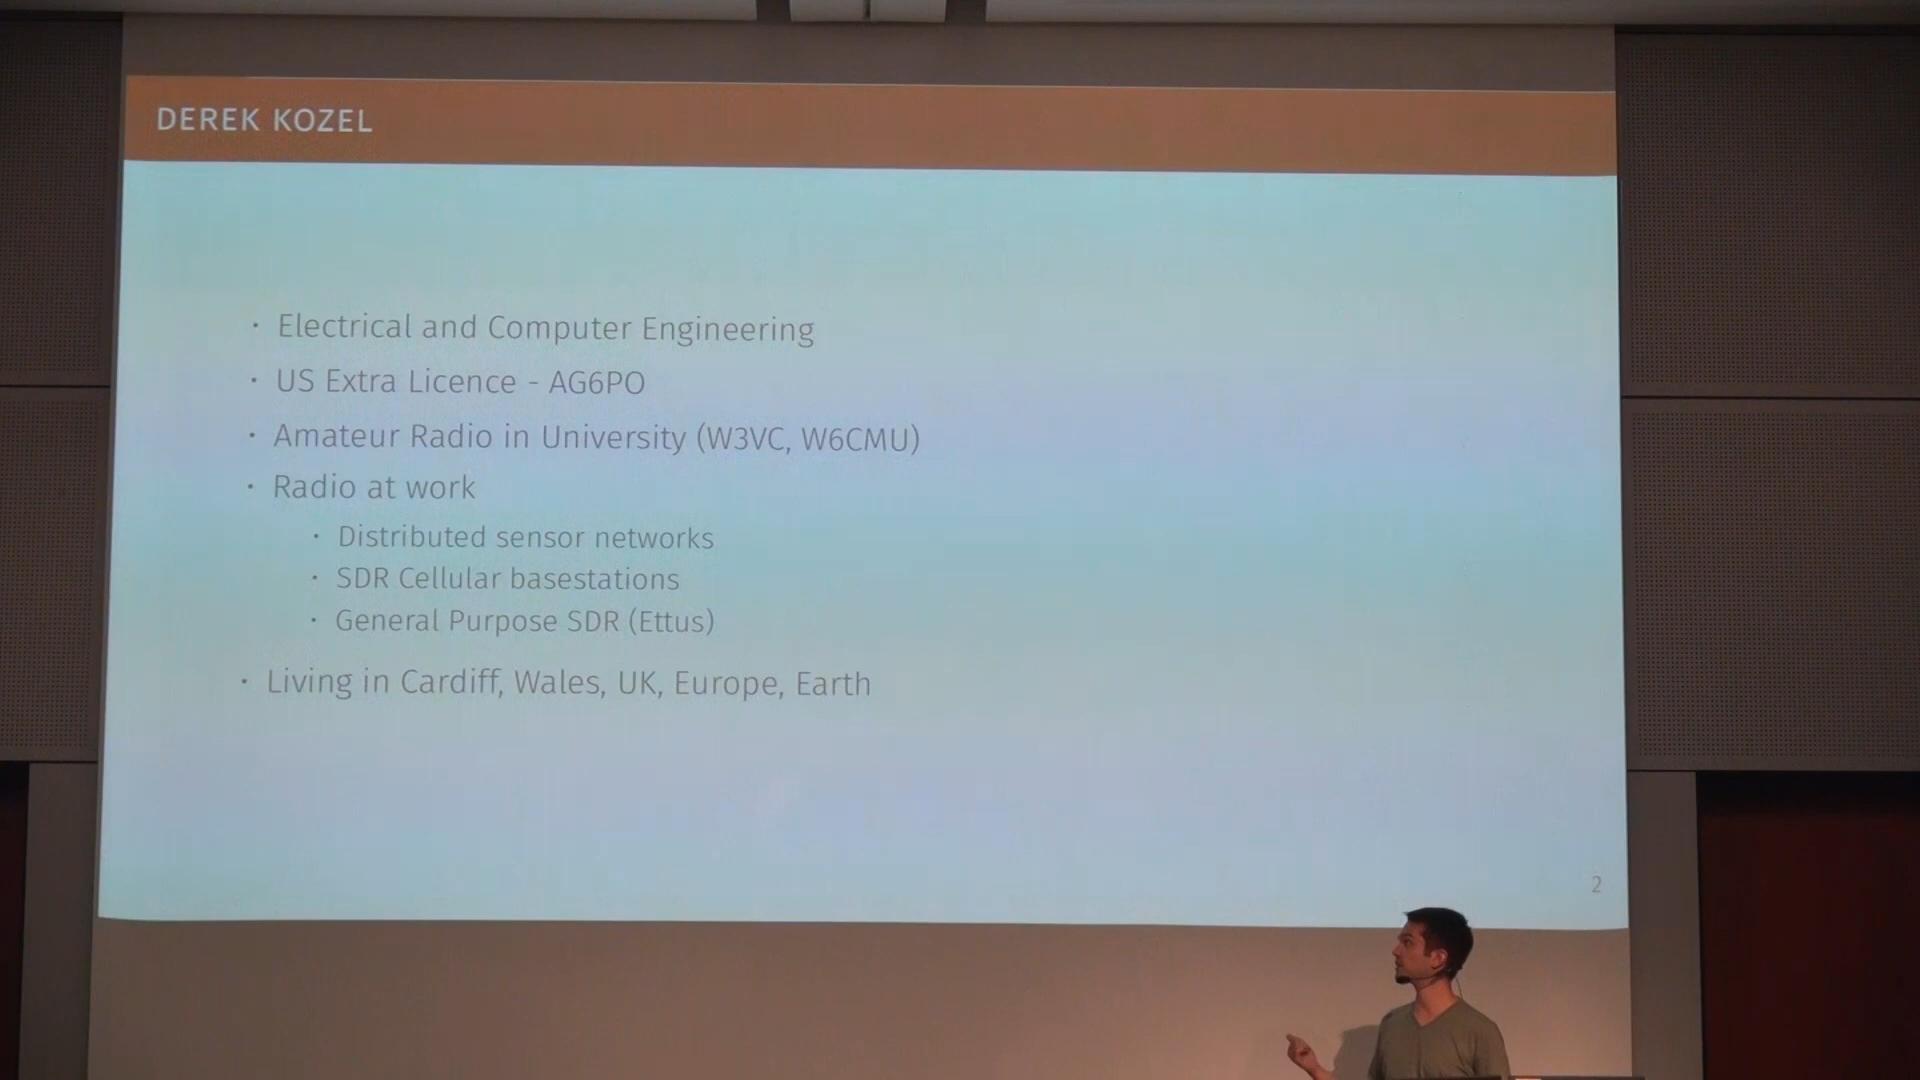 DEREK KOZEL
· Electrical and Computer Engineering
· US Extra Licence - AG6PO
· Amateur Radio in University (W3VC, W6CMU)
· Radio at work
· Distributed sensor networks
· SDR Cellular basestations
· General Purpose SDR (Ettus)
· Living in Cardiff, Wales, UK, Europe, Earth
2